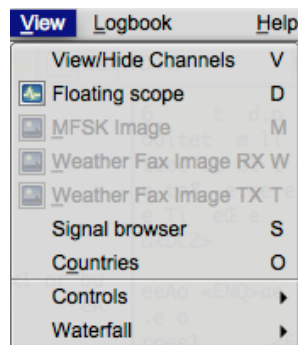 View Logbook Help
View/Hide Channels V
Floating scope D
MFSK Image M
Weather Fax Image RX W
Weather Fax Image TX T
Signal browser S
Countries O
Controls
Waterfall